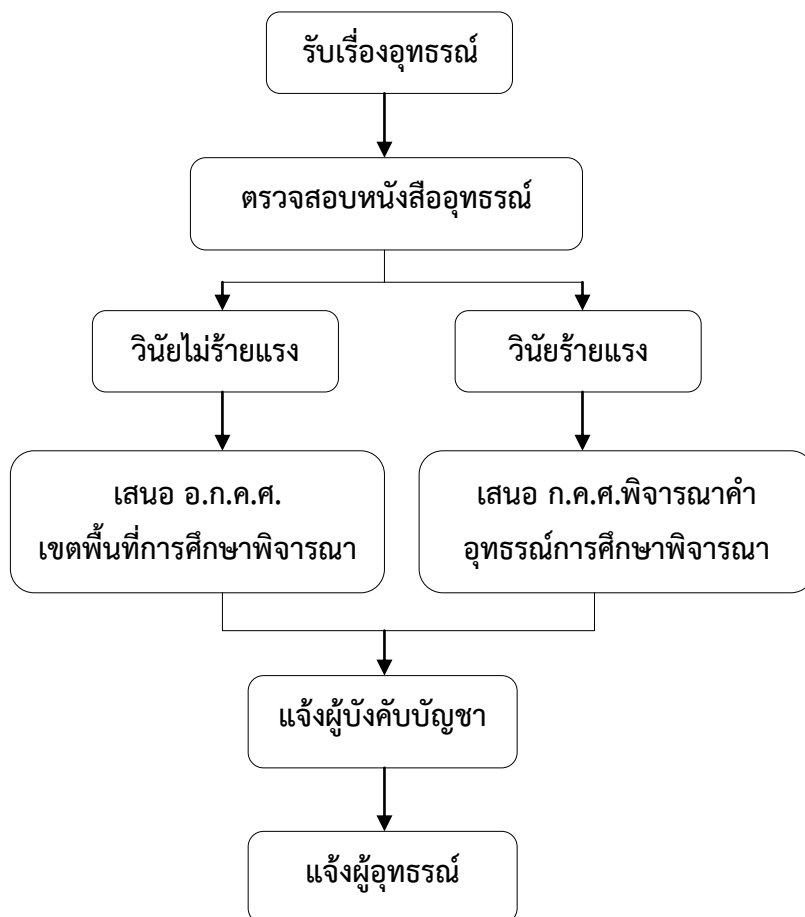 รับเรื่องอุทธรณ์
ตรวจสอบหนังสืออุทธรณ์
วินัยไม่ร้ายแรง
วินัยร้ายแรง
เสนอ อ.ก.ค.ศ.
เขตพื้นที่การศึกษาพิจารณา
เสนอ ก.ค.ศ.พิจารณาคำ
อุทธรณ์การศึกษาพิจารณา
แจ้งผู้บังคับบัญชา
แจ้งผู้อุทธรณ์